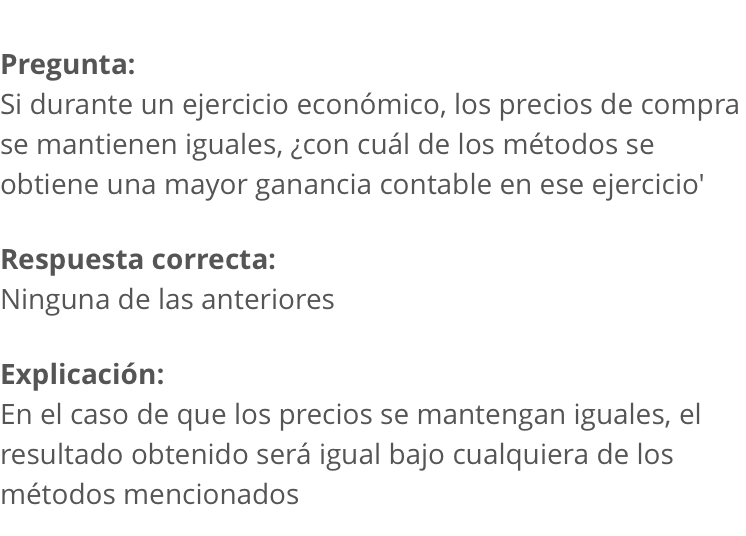 Pregunta:
Si durante un ejercicio económico, los precios de compra
se mantienen iguales, ¿con cuál de los métodos se
obtiene una mayor ganancia contable en ese ejercicio'
Respuesta correcta:
Ninguna de las anteriores
Explicación:
En el caso de que los precios se mantengan iguales, el
resultado obtenido será igual bajo cualquiera de los
métodos mencionados